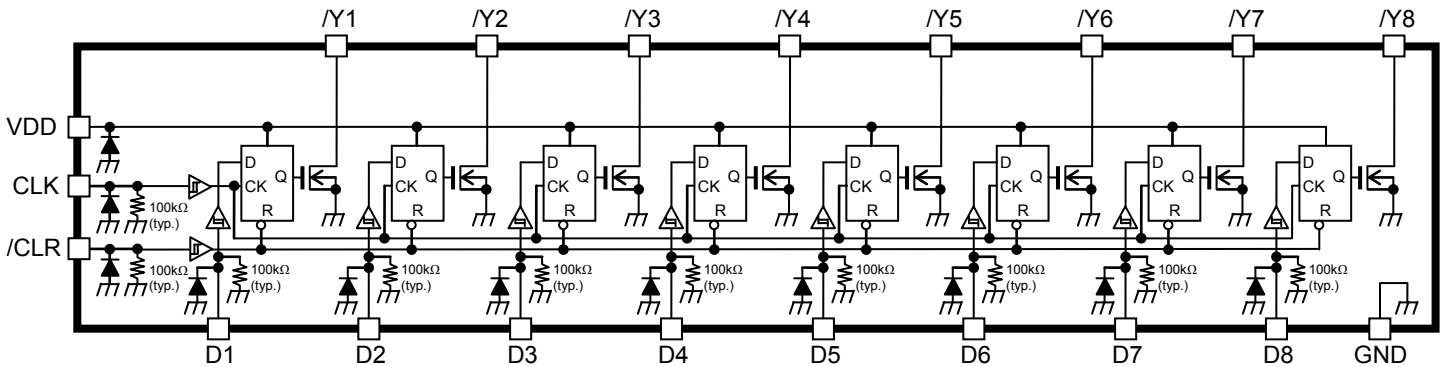 /Y1 /Y2 /Y3 /Y4 /Y5 /Y6 /Y7 /Y8
VDD
D D D D D D D D
Q Q Q Q Q Q Q Q
CLK CK CK CK CK CK CK CK CK
R R R R R R R R
100kΩ
(typ.)
/CLR
100kΩ 100kΩ 100kΩ 100kΩ 100kΩ 100kΩ 100kΩ 100kΩ 100kΩ
(typ.) (typ.) (typ.) (typ.) (typ.) (typ.) (typ.) (typ.) (typ.)
D1 D2 D3 D4 D5 D6 D7 D8 GND